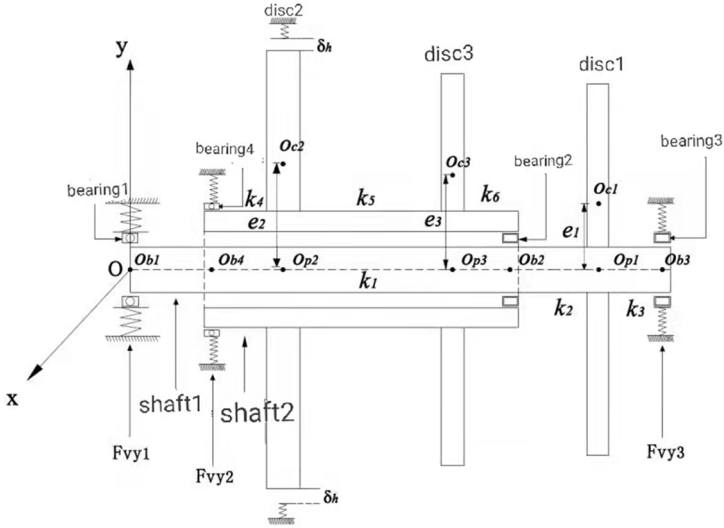 disc2
δh
y
disc3
disc1
bearing4
Oc2
Oc3
bearing2
bearing3
bearing1
k4
k5
k6
Oc1
e2
e3
e1
O
Ob1
Ob4
Op2
Op3
Ob2
Op1
Ob3
k1
k2
k3
x
shaft1
shaft2
Fvy1
Fvy2
Fvy3
δh